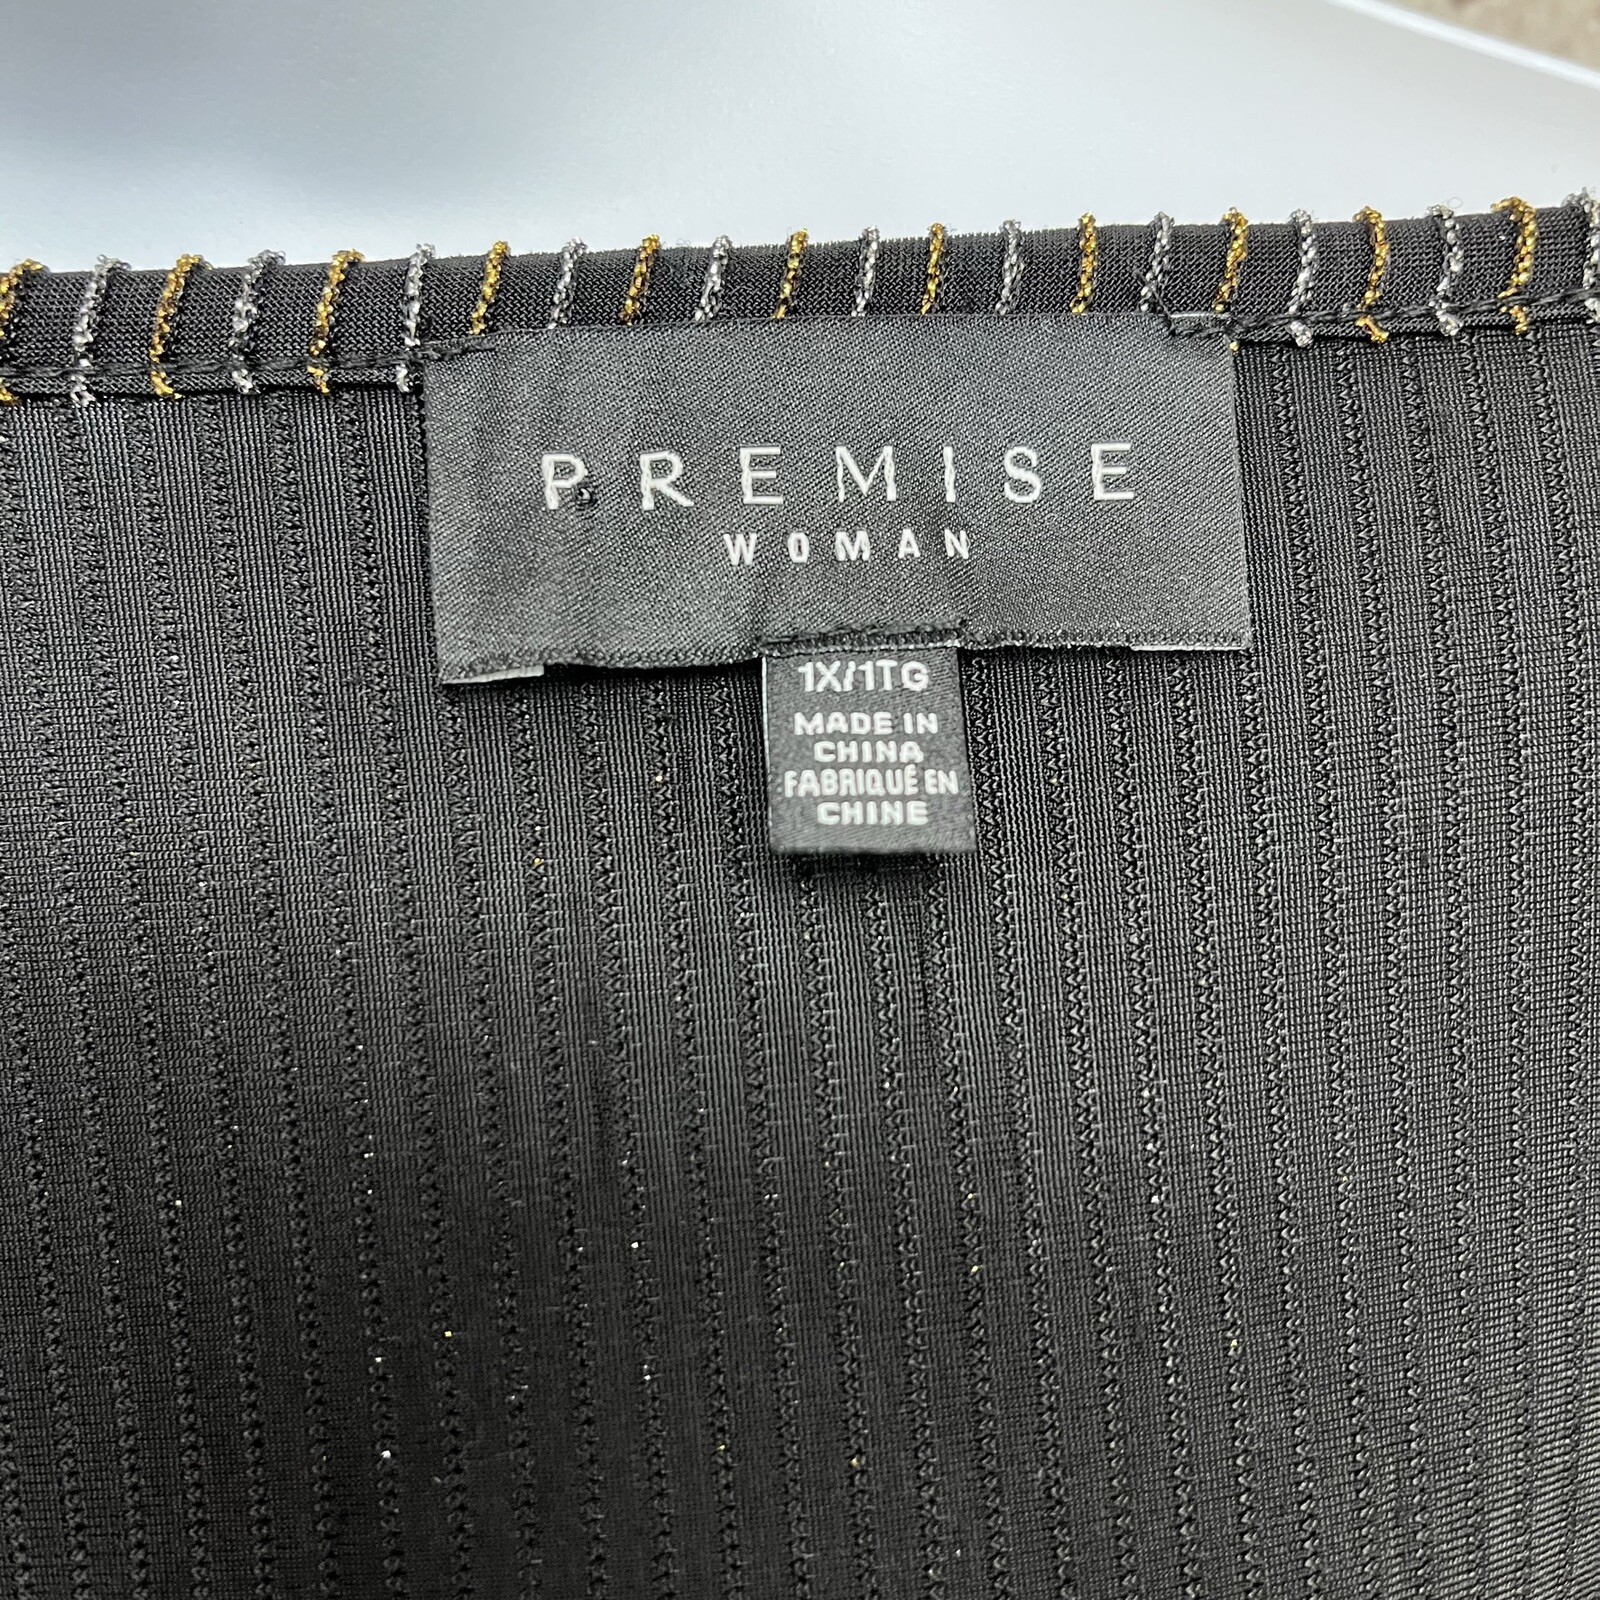 PREMISE
WOMAN
1X/1TG
MADE IN
CHINA
FABRIQUÉ EN
CHINE